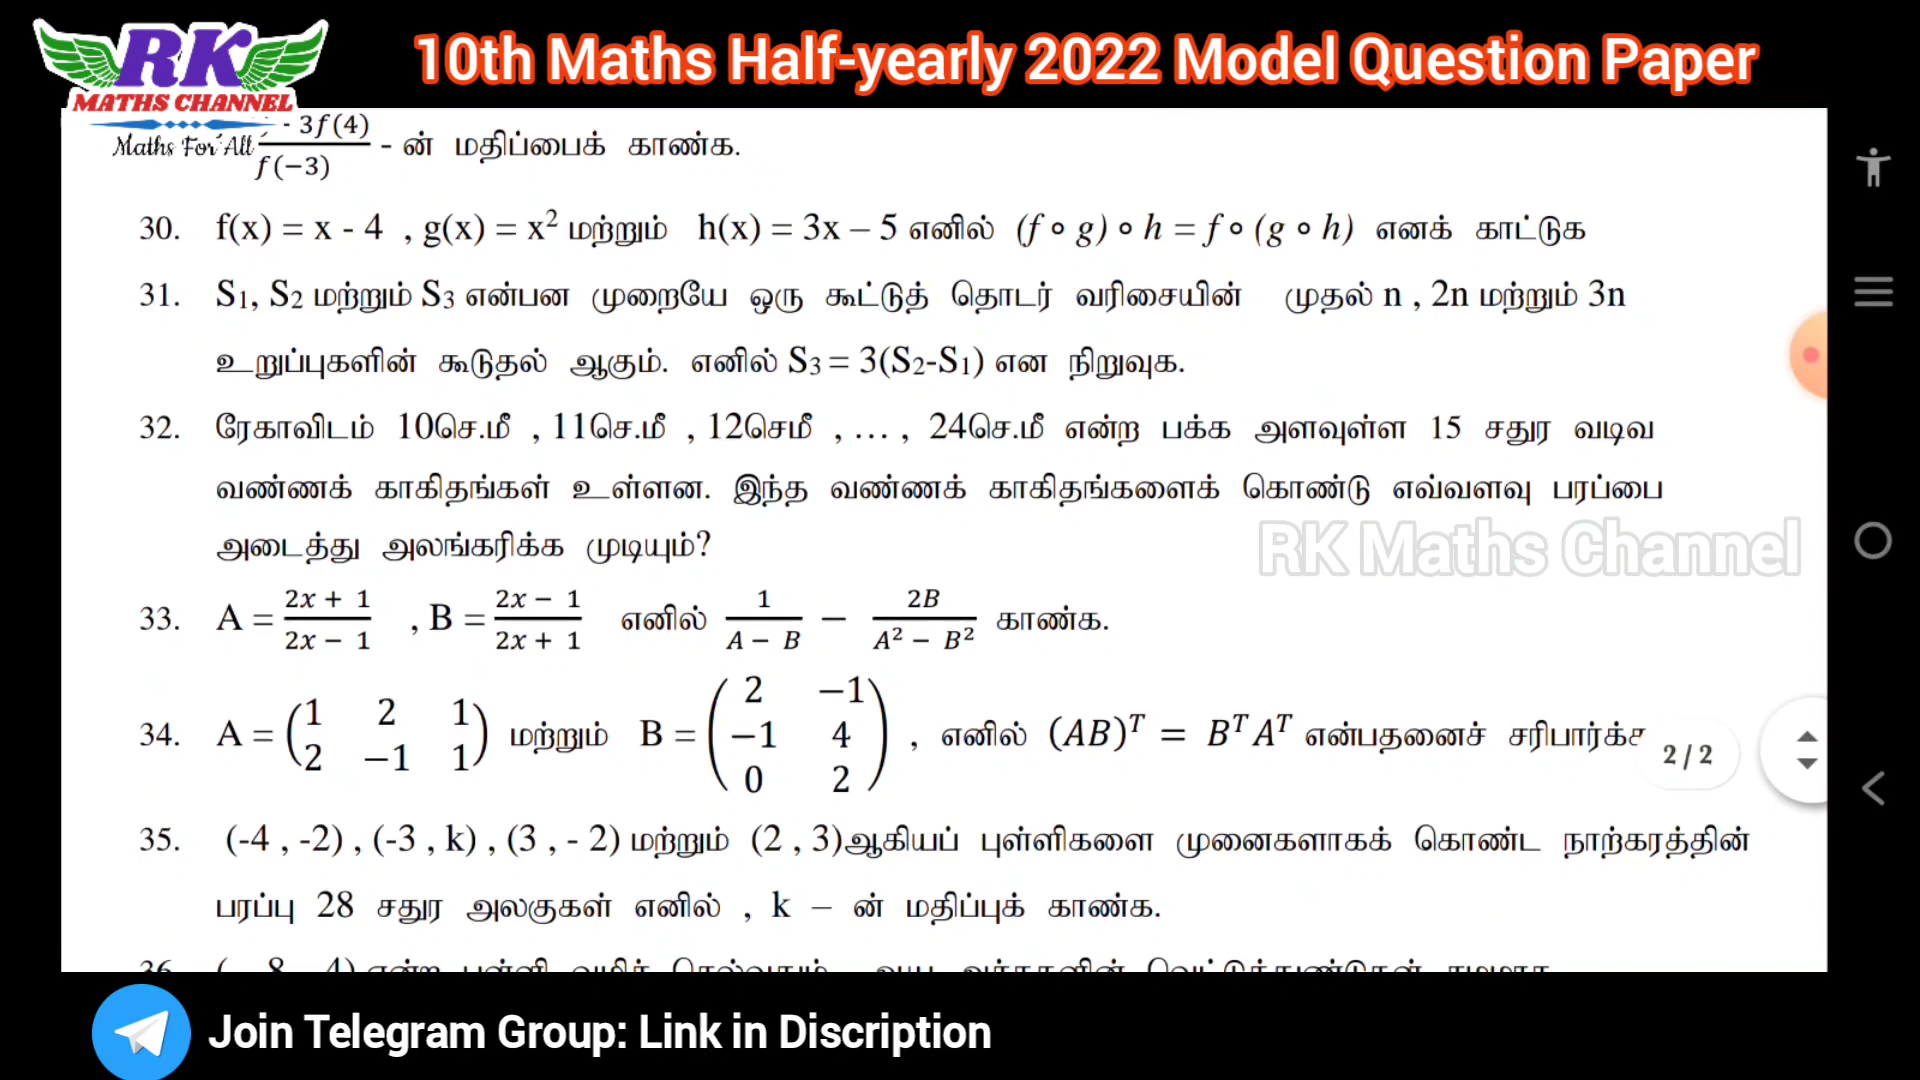 RK
MATHS CHANNEL
Maths For All
10th Maths Half-yearly 2022 Model Question Paper
- 3f(4)
f(−3)
- ன் மதிப்பைக் காண்க.
30. f(x) = x - 4 , g(x) = x² மற்றும் h(x) = 3x – 5 எனில் (f ∘ g) ∘ h = f ∘ (g ∘ h) எனக் காட்டுக
31. S₁, S₂ மற்றும் S₃ என்பன முறையே ஒரு கூட்டுத் தொடர் வரிசையின் முதல் n , 2n மற்றும் 3n
உறுப்புகளின் கூடுதல் ஆகும். எனில் S₃ = 3(S₂-S₁) என நிறுவுக.
32. ரேகாவிடம் 10செ.மீ , 11செ.மீ , 12செமீ , … , 24செ.மீ என்ற பக்க அளவுள்ள 15 சதுர வடிவ
வண்ணக் காகிதங்கள் உள்ளன. இந்த வண்ணக் காகிதங்களைக் கொண்டு எவ்வளவு பரப்பை
அடைத்து அலங்கரிக்க முடியும்?
RK Maths Channel
33. A = (2x + 1)/(2x − 1) , B = (2x − 1)/(2x + 1) எனில் 1/(A − B) − 2B/(A² − B²) காண்க.
34. A = (1 2 1; 2 −1 1) மற்றும் B = (2 −1; −1 4; 0 2) , எனில் (AB)ᵀ = BᵀAᵀ என்பதனைச் சரிபார்க்க
2 / 2
35. (-4 , -2) , (-3 , k) , (3 , - 2) மற்றும் (2 , 3)ஆகியப் புள்ளிகளை முனைகளாகக் கொண்ட நாற்கரத்தின்
பரப்பு 28 சதுர அலகுகள் எனில் , k – ன் மதிப்புக் காண்க.
Join Telegram Group: Link in Discription